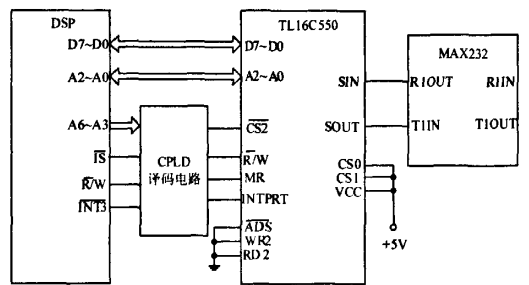 DSP
D7~D0
A2~A0
A6~A3
IS
R/W
INT3
CPLD
译码电路
TL16C550
D7~D0
A2~A0
CS2
R/W
MR
INTPRT
ADS
WR2
RD2
SIN
SOUT
CS0
CS1
VCC
+5V
MAX232
R1OUT
R1IN
T1IN
T1OUT